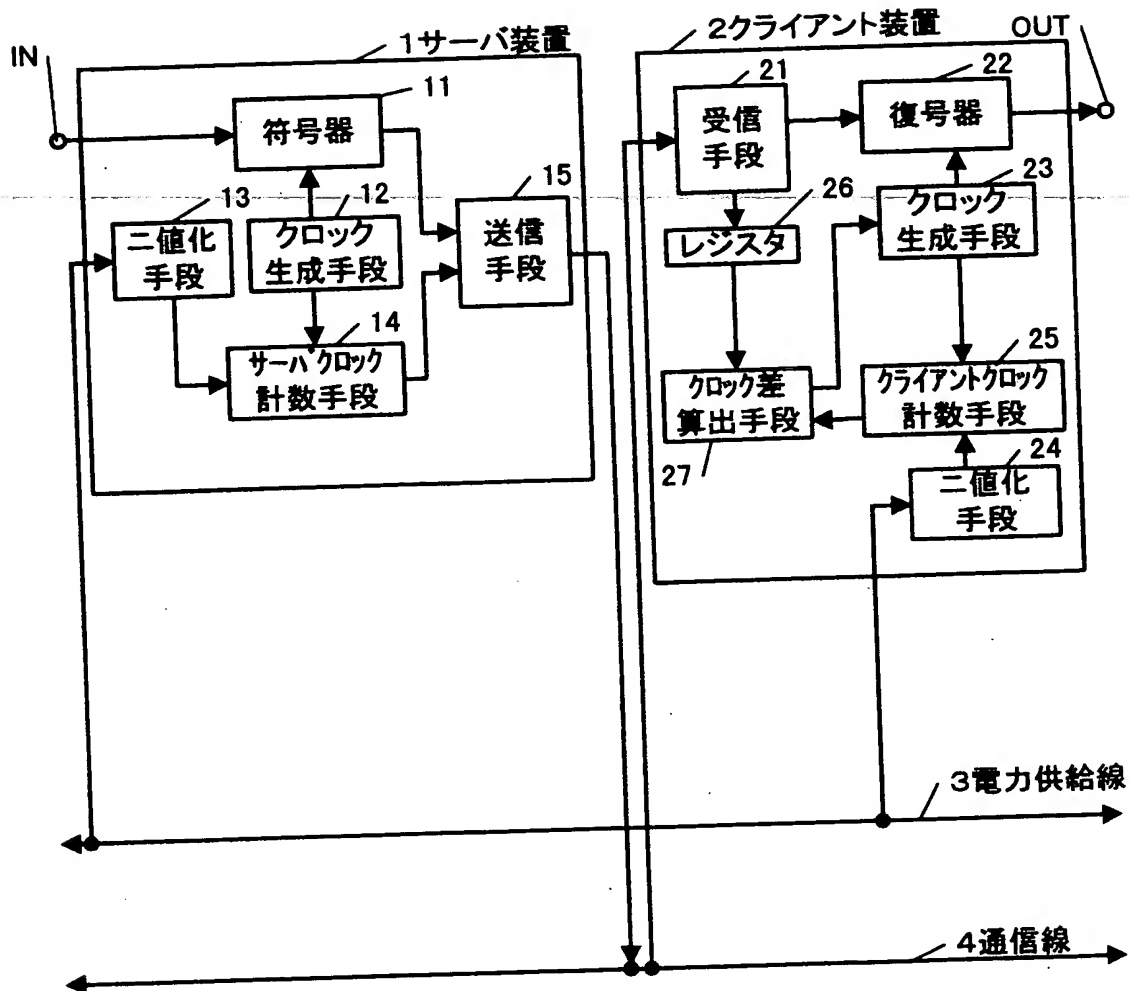 IN
1サーバ装置
11
符号器
13
二値化
手段
12
クロック
生成手段
15
送信
手段
14
サーバクロック
計数手段
2クライアント装置
OUT
21
受信
手段
22
復号器
26
レジスタ
23
クロック
生成手段
25
クロック差
算出手段
27
クライアントクロック
計数手段
24
二値化
手段
3電力供給線
4通信線